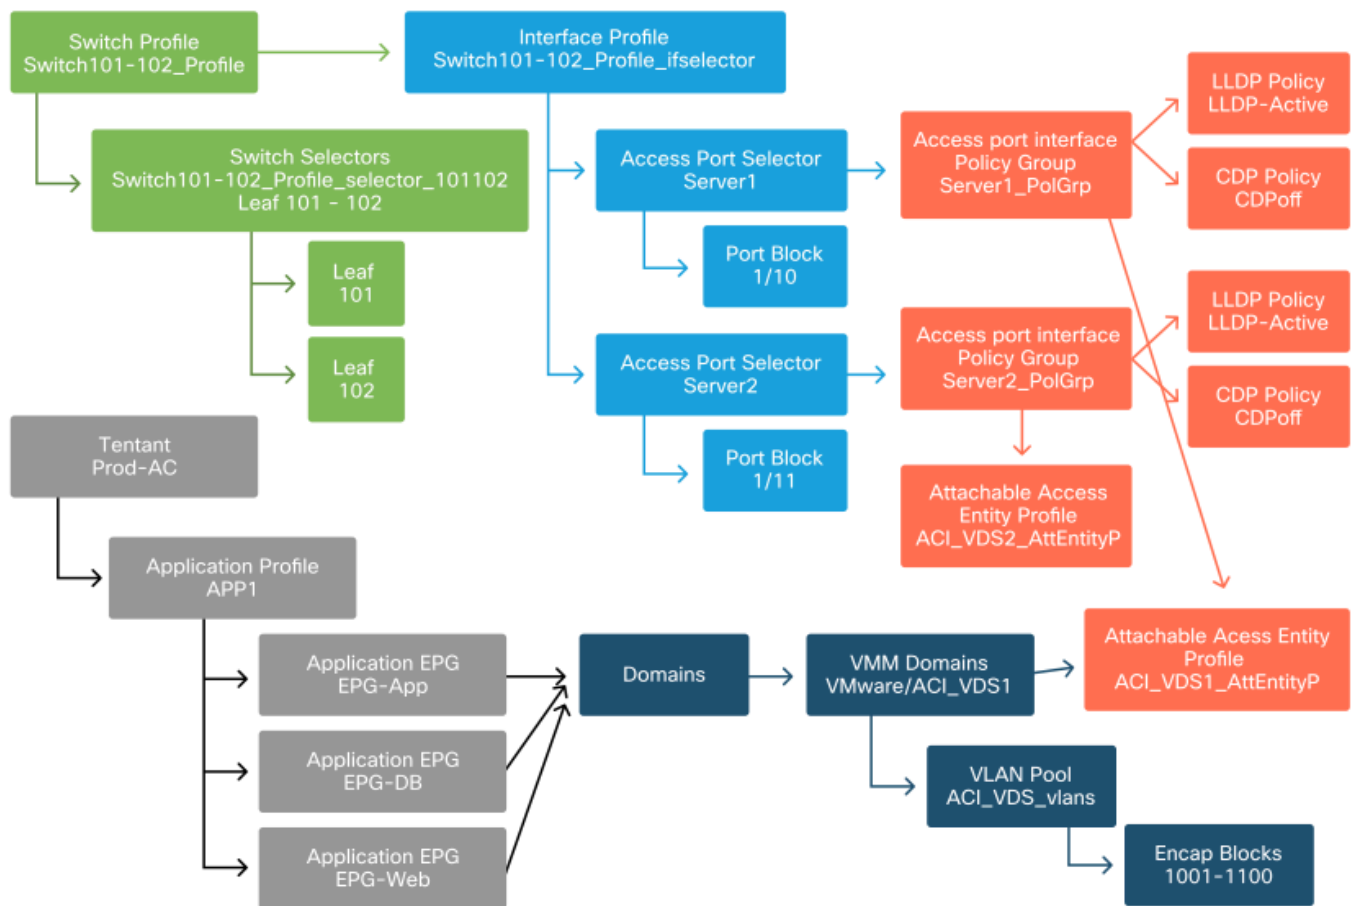 Switch Profile
Switch101-102_Profile
Interface Profile
Switch101-102_Profile_ifselector
LLDP Policy
LLDP-Active
Switch Selectors
Switch101-102_Profile_selector_101102
Leaf 101 - 102
Access Port Selector
Server1
Access port interface
Policy Group
Server1_PolGrp
CDP Policy
CDPoff
Leaf
101
Port Block
1/10
LLDP Policy
LLDP-Active
Leaf
102
Access Port Selector
Server2
Access port interface
Policy Group
Server2_PolGrp
CDP Policy
CDPoff
Tentant
Prod-AC
Port Block
1/11
Attachable Access
Entity Profile
ACI_VDS2_AttEntityP
Application Profile
APP1
Application EPG
EPG-App
Domains
VMM Domains
VMware/ACI_VDS1
Attachable Acess Entity
Profile
ACI_VDS1_AttEntityP
Application EPG
EPG-DB
VLAN Pool
ACI_VDS_vlans
Application EPG
EPG-Web
Encap Blocks
1001-1100